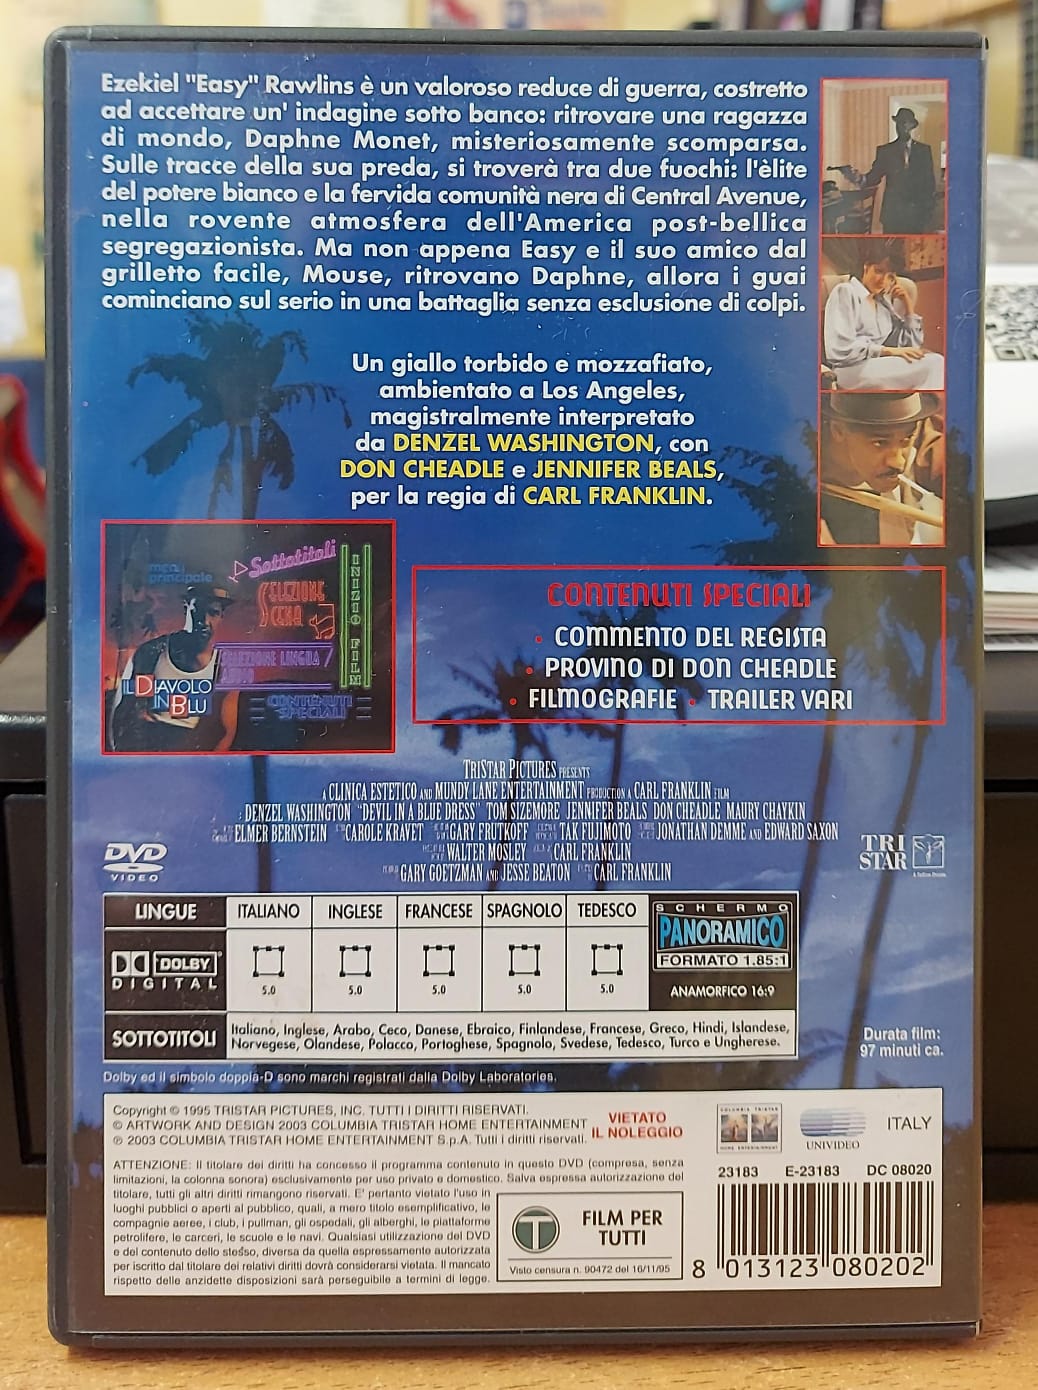 Ezekiel "Easy" Rawlins è un valoroso reduce di guerra, costretto
ad accettare un' indagine sotto banco: ritrovare una ragazza
di mondo, Daphne Monet, misteriosamente scomparsa.
Sulle tracce della sua preda, si troverà tra due fuochi: l'èlite
del potere bianco e la fervida comunità nera di Central Avenue,
nella rovente atmosfera dell'America post-bellica
segregazionista. Ma non appena Easy e il suo amico dal
grilletto facile, Mouse, ritrovano Daphne, allora i guai
cominciano sul serio in una battaglia senza esclusione di colpi.
Un giallo torbido e mozzafiato,
ambientato a Los Angeles,
magistralmente interpretato
da DENZEL WASHINGTON, con
DON CHEADLE e JENNIFER BEALS,
per la regia di CARL FRANKLIN.
menù principale
Sottotitoli
SELEZIONE SCENA
INIZIO FILM
SELEZIONE LINGUA / AUDIO
IL DIAVOLO IN BLU
CONTENUTI SPECIALI
CONTENUTI SPECIALI
• COMMENTO DEL REGISTA
• PROVINO DI DON CHEADLE
• FILMOGRAFIE • TRAILER VARI
TRISTAR PICTURES PRESENTS
A CLINICA ESTETICO AND MUNDY LANE ENTERTAINMENT PRODUCTION A CARL FRANKLIN FILM
DENZEL WASHINGTON "DEVIL IN A BLUE DRESS" TOM SIZEMORE JENNIFER BEALS DON CHEADLE MAURY CHAYKIN
ELMER BERNSTEIN CAROLE KRAVET GARY FRUTKOFF TAK FUJIMOTO JONATHAN DEMME AND EDWARD SAXON
WALTER MOSLEY CARL FRANKLIN
GARY GOETZMAN AND JESSE BEATON CARL FRANKLIN
DVD VIDEO
TRI STAR
LINGUE ITALIANO INGLESE FRANCESE SPAGNOLO TEDESCO
DOLBY DIGITAL 5.0 5.0 5.0 5.0 5.0
SCHERMO
PANORAMICO
FORMATO 1.85:1
ANAMORFICO 16:9
SOTTOTITOLI Italiano, Inglese, Arabo, Ceco, Danese, Ebraico, Finlandese, Francese, Greco, Hindi, Islandese,
Norvegese, Olandese, Polacco, Portoghese, Spagnolo, Svedese, Tedesco, Turco e Ungherese.
Durata film:
97 minuti ca.
Dolby ed il simbolo doppia-D sono marchi registrati dalla Dolby Laboratories.
Copyright © 1995 TRISTAR PICTURES, INC. TUTTI I DIRITTI RISERVATI.
© ARTWORK AND DESIGN 2003 COLUMBIA TRISTAR HOME ENTERTAINMENT
℗ 2003 COLUMBIA TRISTAR HOME ENTERTAINMENT S.p.A. Tutti i diritti riservati.
VIETATO
IL NOLEGGIO
COLUMBIA TRISTAR
HOME ENTERTAINMENT
UNIVIDEO
ITALY
ATTENZIONE: Il titolare dei diritti ha concesso il programma contenuto in questo DVD (compresa, senza
limitazioni, la colonna sonora) esclusivamente per uso privato e domestico. Salva espressa autorizzazione del
titolare, tutti gli altri diritti rimangono riservati. E' pertanto vietato l'uso in
luoghi pubblici o aperti al pubblico, quali, a mero titolo esemplificativo, le
compagnie aeree, i club, i pullman, gli ospedali, gli alberghi, le piattaforme
petrolifere, le carceri, le scuole e le navi. Qualsiasi utilizzazione del DVD
e del contenuto dello stesso, diversa da quella espressamente autorizzata
per iscritto dal titolare dei relativi diritti dovrà considerarsi vietata. Il mancato
rispetto delle anzidette disposizioni sarà perseguibile a termini di legge.
T
FILM PER
TUTTI
Visto censura n. 90472 del 16/11/95
23183 E-23183 DC 08020
8 013123 080202